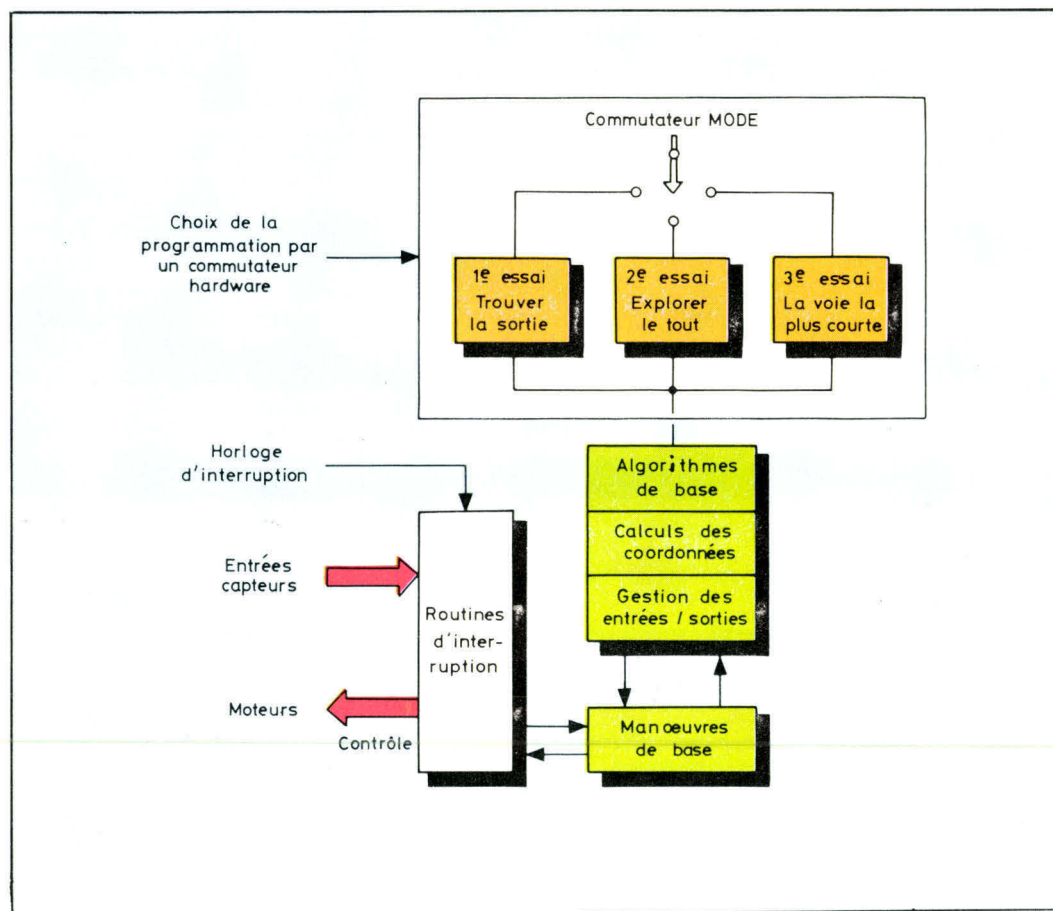 Commutateur MODE
Choix de la
programmation par
un commutateur
hardware
1e essai
Trouver
la sortie
2e essai
Explorer
le tout
3e essai
La voie la
plus courte
Horloge
d'interruption
Algorithmes
de base
Calculs des
coordonnées
Gestion des
entrées / sorties
Entrées
capteurs
Routines
d'inter-
ruption
Moteurs
Contrôle
Manœuvres
de base